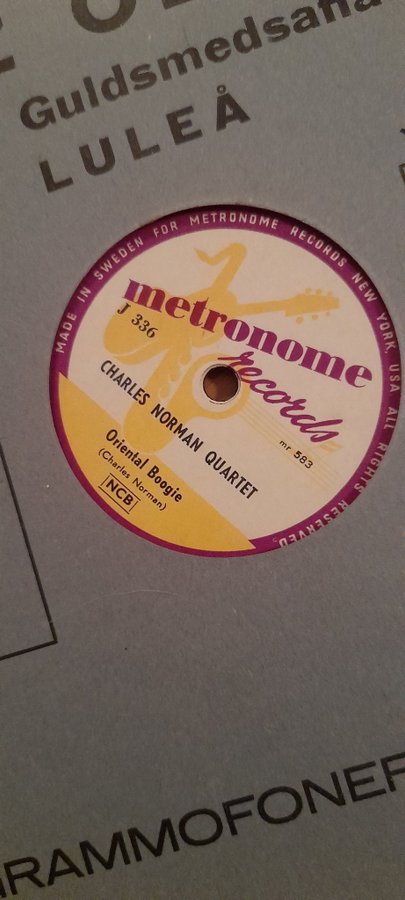 Guldsmedsaffä
LULEÅ
MADE IN SWEDEN FOR METRONOME RECORDS NEW YORK, USA ALL RIGHTS RESERVED.
metronome
records
J 336
mr 583
CHARLES NORMAN QUARTET
Oriental Boogie
(Charles Norman)
NCB
GRAMMOFONER